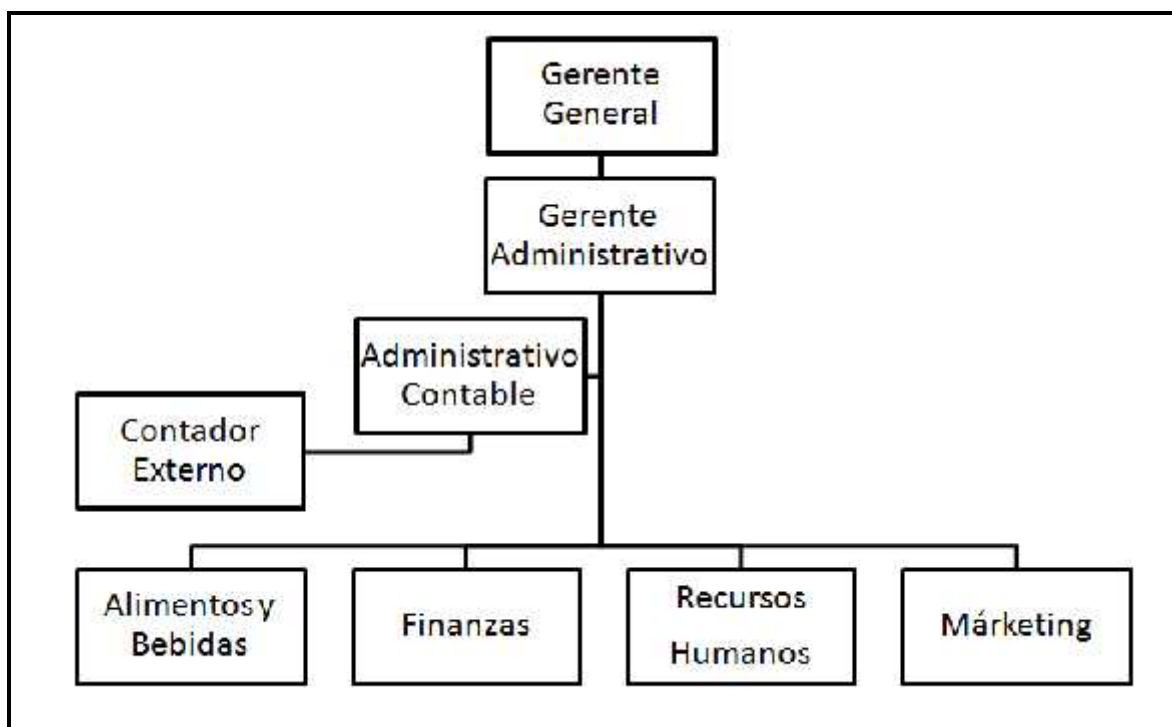 Gerente
General
Gerente
Administrativo
Administrativo
Contable
Contador
Externo
Alimentos y
Bebidas
Finanzas
Recursos
Humanos
Márketing